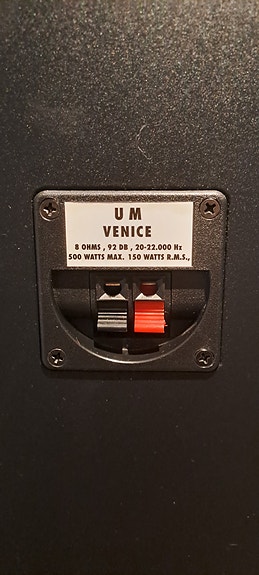 U M
VENICE
8 OHMS , 92 DB , 20-22.000 Hz
500 WATTS MAX. 150 WATTS R.M.S.,